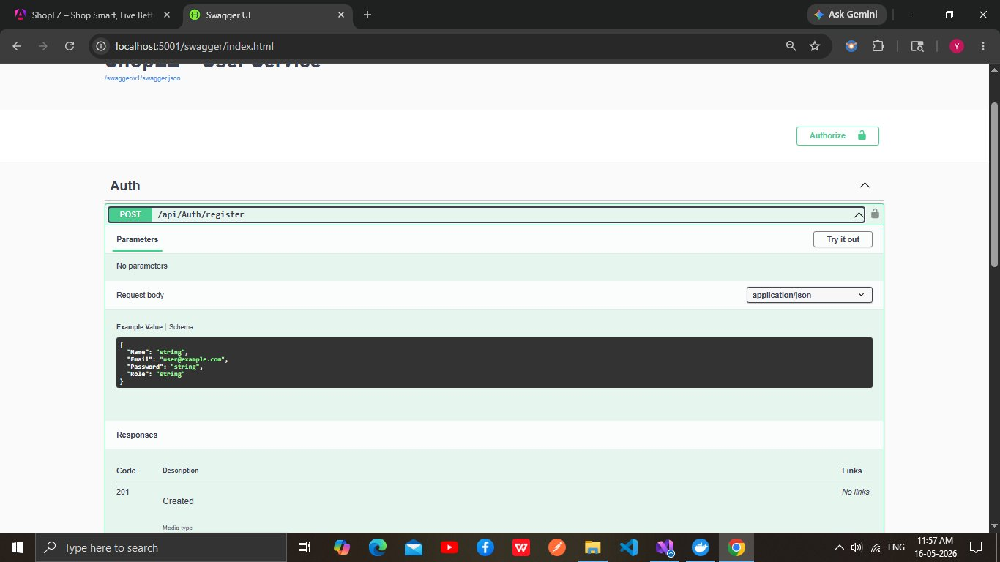 ShopEZ – Shop Smart, Live Bett
Swagger UI
Ask Gemini
localhost:5001/swagger/index.html
Y
ShopEZ – User Service
/swagger/v1/swagger.json
Authorize
Auth
POST /api/Auth/register
Parameters
Try it out
No parameters
Request body
application/json
Example Value | Schema
{
"Name": "string",
"Email": "user@example.com",
"Password": "string",
"Role": "string"
}
Responses
Code Description Links
201 Created No links
Media type
Type here to search
ENG
11:57 AM
16-05-2026